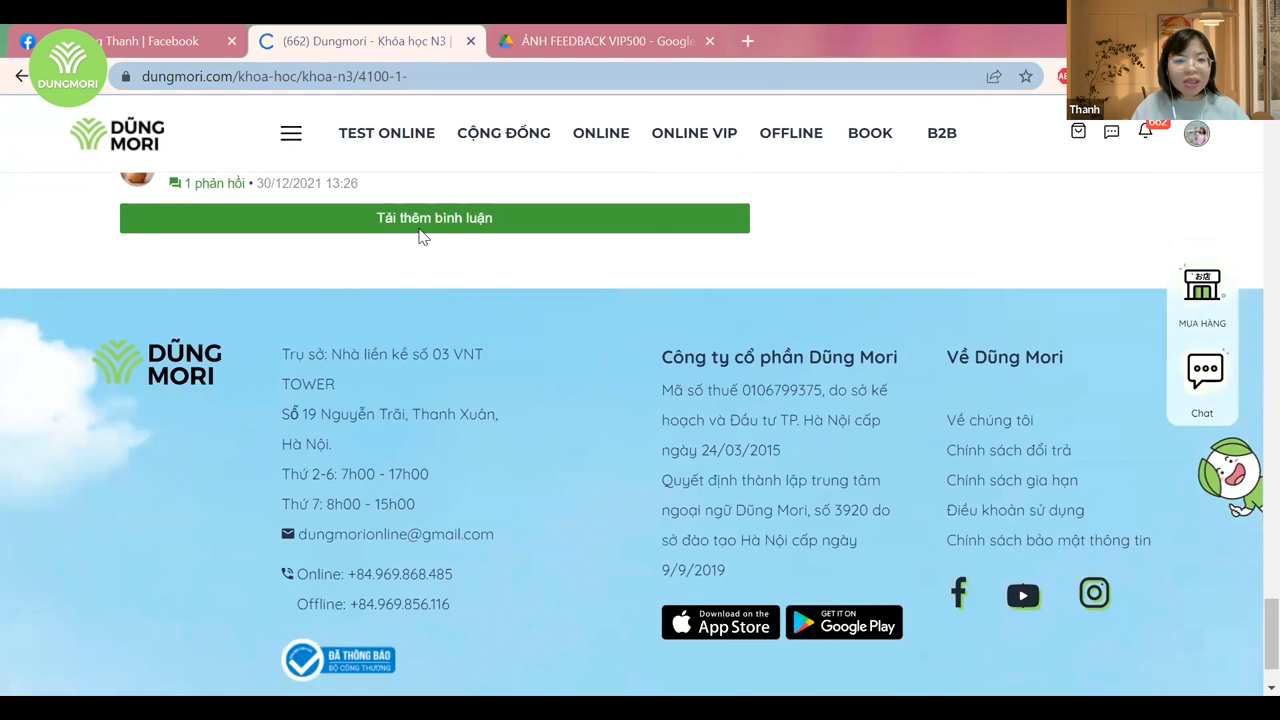 ng Thanh | Facebook
(662) Dungmori - Khóa học N3 |
ẢNH FEEDBACK VIP500 - Google
DUNGMORI
dungmori.com/khoa-hoc/khoa-n3/4100-1-
Thanh
DŨNG
MORI
TEST ONLINE
CỘNG ĐỒNG
ONLINE
ONLINE VIP
OFFLINE
BOOK
B2B
662
1 phản hồi • 30/12/2021 13:26
Tải thêm bình luận
お店
MUA HÀNG
Chat
DŨNG
MORI
Trụ sở: Nhà liền kề số 03 VNT
TOWER
Số 19 Nguyễn Trãi, Thanh Xuân,
Hà Nội.
Thứ 2-6: 7h00 - 17h00
Thứ 7: 8h00 - 15h00
dungmorionline@gmail.com
Online: +84.969.868.485
Offline: +84.969.856.116
ĐÃ THÔNG BÁO
BỘ CÔNG THƯƠNG
Công ty cổ phần Dũng Mori
Mã số thuế 0106799375, do sở kế
hoạch và Đầu tư TP. Hà Nội cấp
ngày 24/03/2015
Quyết định thành lập trung tâm
ngoại ngữ Dũng Mori, số 3920 do
sở đào tạo Hà Nội cấp ngày
9/9/2019
Download on the
App Store
GET IT ON
Google Play
Về Dũng Mori
Về chúng tôi
Chính sách đổi trả
Chính sách gia hạn
Điều khoản sử dụng
Chính sách bảo mật thông tin